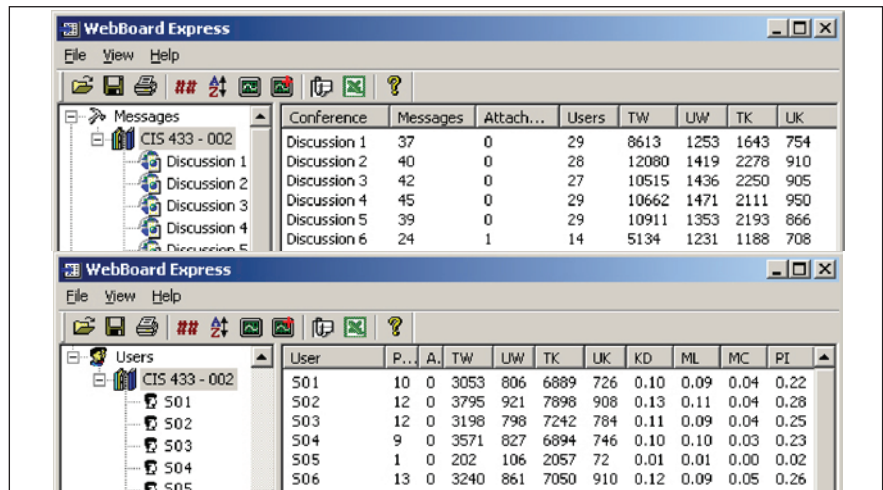 WebBoard Express
File View Help
Messages
CIS 433 - 002
Discussion 1
Discussion 2
Discussion 3
Discussion 4
Discussion 5
Conference Messages Attach... Users TW UW TK UK
Discussion 1 37 0 29 8613 1253 1643 754
Discussion 2 40 0 28 12080 1419 2278 910
Discussion 3 42 0 27 10515 1436 2250 905
Discussion 4 45 0 29 10662 1471 2111 950
Discussion 5 39 0 29 10911 1353 2193 866
Discussion 6 24 1 14 5134 1231 1188 708
WebBoard Express
File View Help
Users
CIS 433 - 002
S01
S02
S03
S04
S05
User P... A. TW UW TK UK KD ML MC PI
S01 10 0 3053 806 6889 726 0.10 0.09 0.04 0.22
S02 12 0 3795 921 7898 908 0.13 0.11 0.04 0.28
S03 12 0 3198 798 7242 784 0.11 0.09 0.04 0.25
S04 9 0 3571 827 6894 746 0.10 0.10 0.03 0.23
S05 1 0 202 106 2057 72 0.01 0.01 0.00 0.02
S06 13 0 3240 861 7050 910 0.12 0.09 0.05 0.26